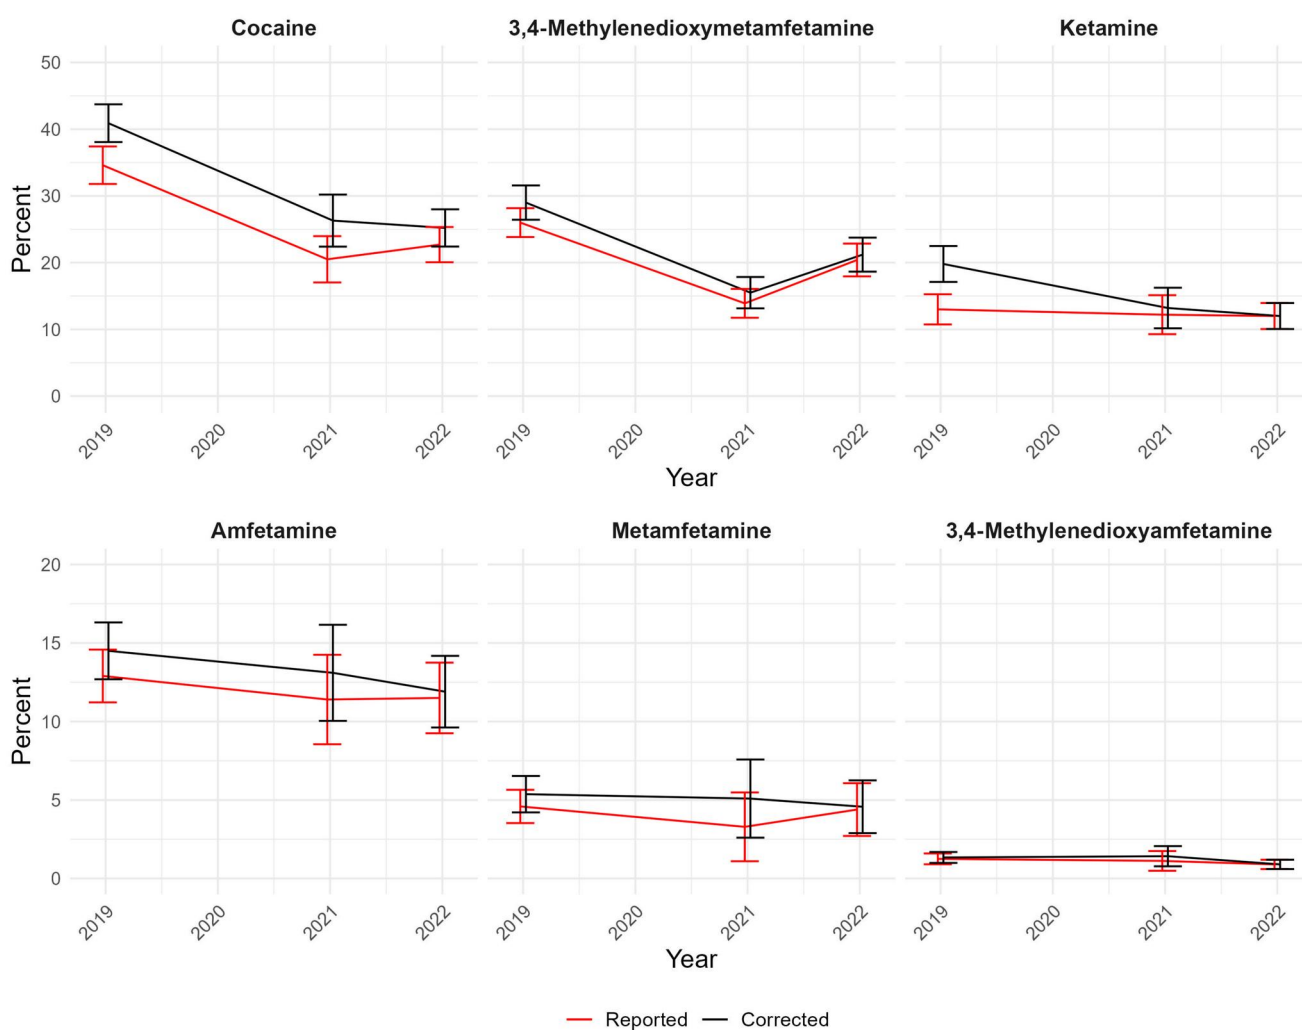 Cocaine
3,4-Methylenedioxymetamfetamine
Ketamine
Percent
50
40
30
20
10
0
2019
2020
2021
2022
2019
2020
2021
2022
2019
2020
2021
2022
Year
Amfetamine
Metamfetamine
3,4-Methylenedioxyamfetamine
Percent
20
15
10
5
0
2019
2020
2021
2022
2019
2020
2021
2022
2019
2020
2021
2022
Year
Reported
Corrected